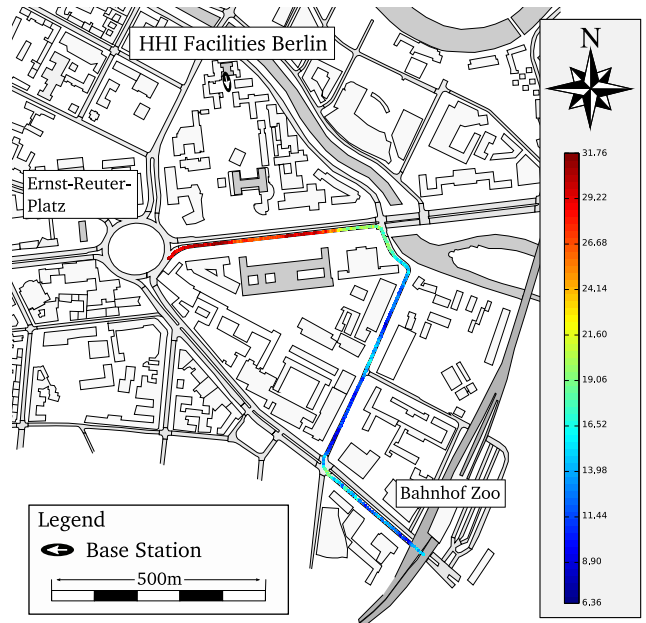 HHI Facilities Berlin
N
Ernst-Reuter-
Platz
31.76
29.22
26.68
24.14
21.60
19.06
16.52
13.98
11.44
8.90
6.36
Bahnhof Zoo
Legend
Base Station
500m